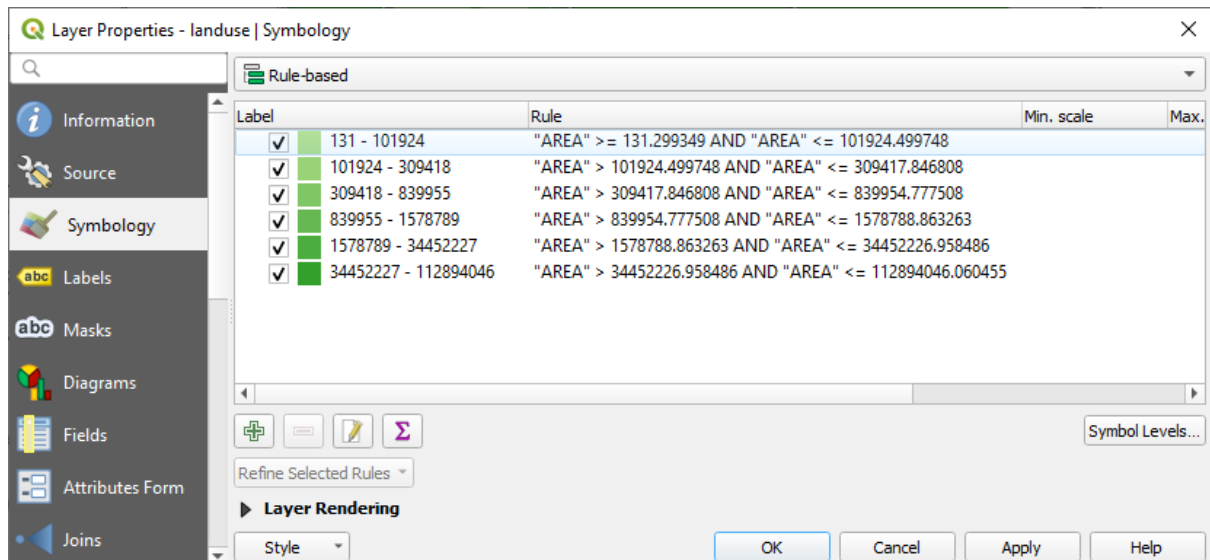 Layer Properties - landuse | Symbology
Information
Source
Symbology
abc Labels
abc Masks
Diagrams
Fields
Attributes Form
Joins
Rule-based
Label Rule Min. scale Max.
131 - 101924 "AREA" >= 131.299349 AND "AREA" <= 101924.499748
101924 - 309418 "AREA" > 101924.499748 AND "AREA" <= 309417.846808
309418 - 839955 "AREA" > 309417.846808 AND "AREA" <= 839954.777508
839955 - 1578789 "AREA" > 839954.777508 AND "AREA" <= 1578788.863263
1578789 - 34452227 "AREA" > 1578788.863263 AND "AREA" <= 34452226.958486
34452227 - 112894046 "AREA" > 34452226.958486 AND "AREA" <= 112894046.060455
Σ
Symbol Levels...
Refine Selected Rules
Layer Rendering
Style OK Cancel Apply Help